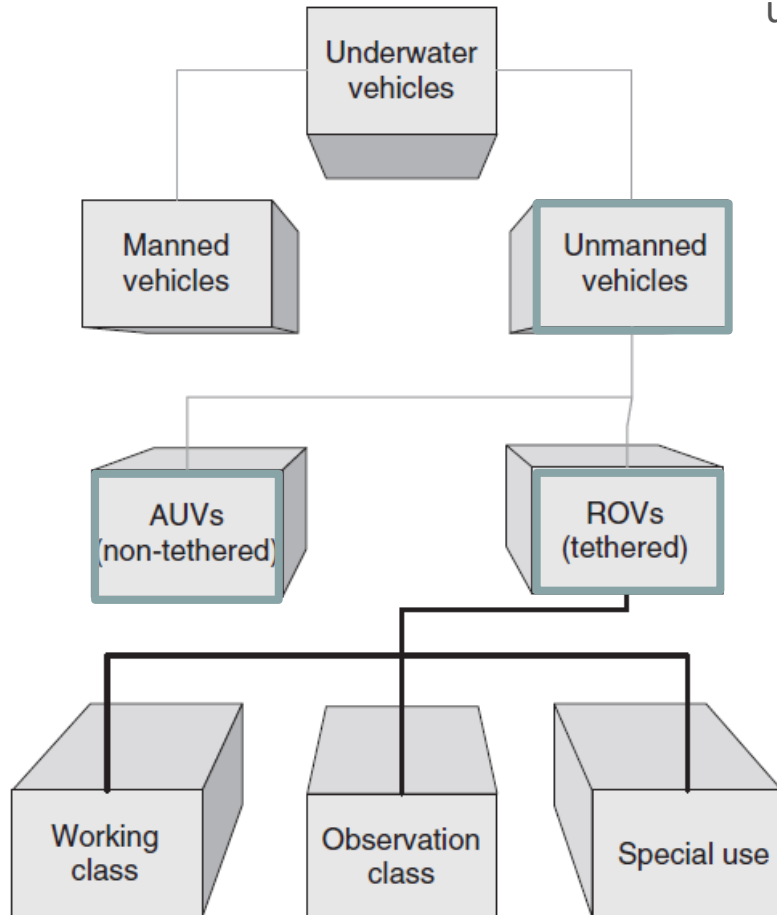 Underwater
vehicles
Manned
vehicles
Unmanned
vehicles
AUVs
(non-tethered)
ROVs
(tethered)
Working
class
Observation
class
Special use